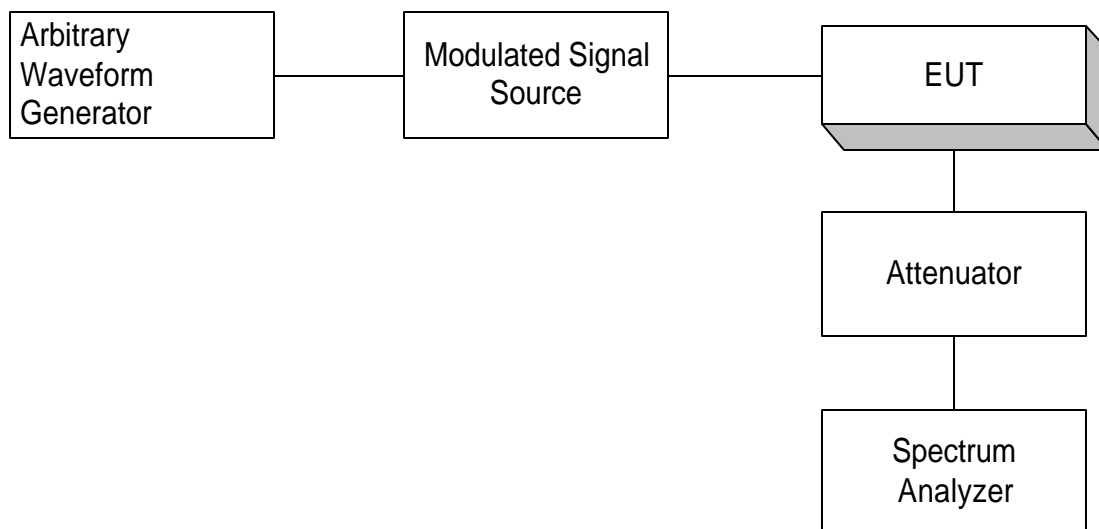 Arbitrary
Waveform
Generator
Modulated Signal
Source
EUT
Attenuator
Spectrum
Analyzer